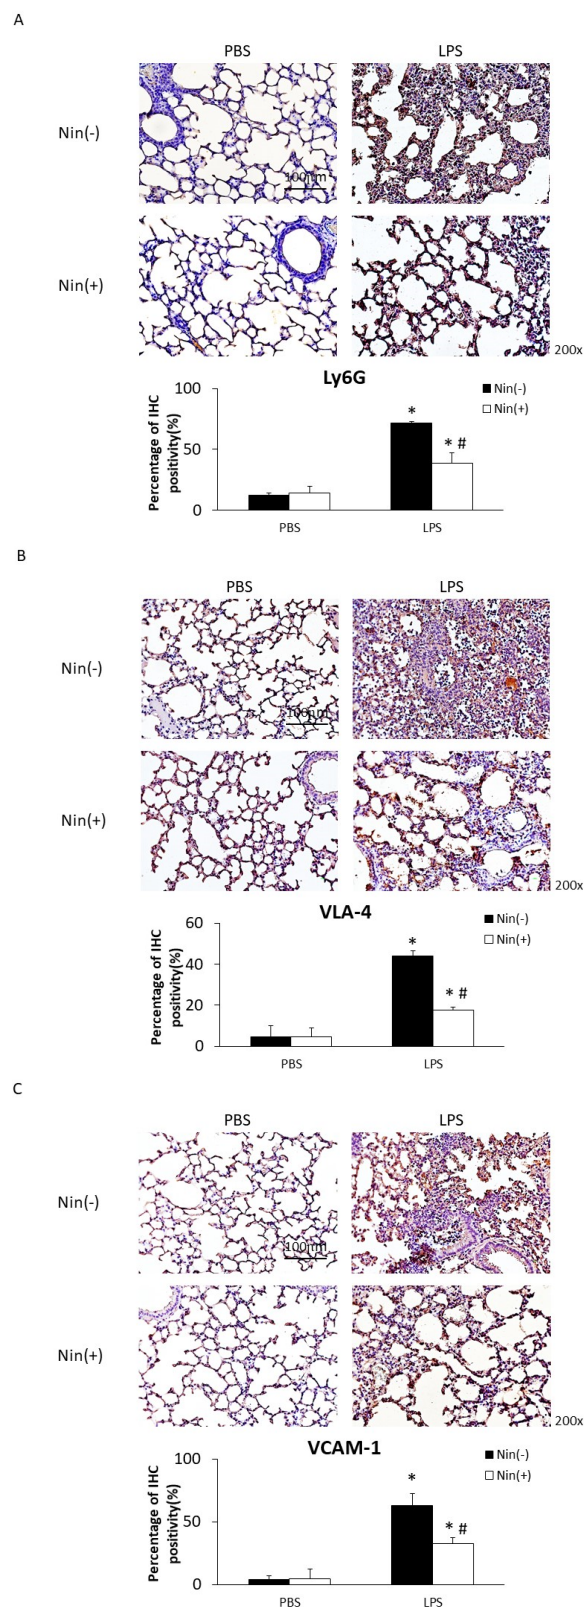 A
PBS LPS
Nin(-)
100nm
Nin(+)
200x
Ly6G
Percentage of IHC
positivity(%)
100
50
0
*
* #
Nin(-)
Nin(+)
PBS LPS
B
PBS LPS
Nin(-)
100nm
Nin(+)
200x
VLA-4
Percentage of IHC
positivity(%)
60
40
20
0
*
* #
Nin(-)
Nin(+)
PBS LPS
C
PBS LPS
Nin(-)
100nm
Nin(+)
200x
VCAM-1
Percentage of IHC
positivity(%)
100
50
0
*
* #
Nin(-)
Nin(+)
PBS LPS